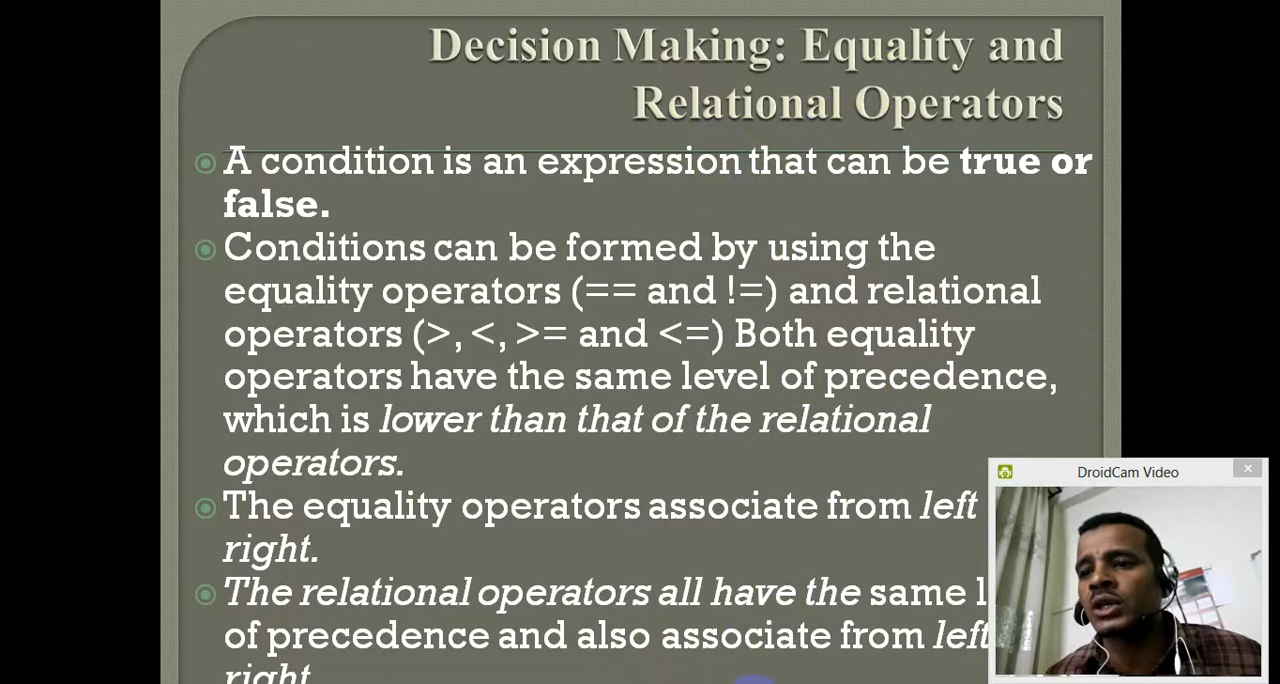 Decision Making: Equality and
Relational Operators
A condition is an expression that can be true or
false.
Conditions can be formed by using the
equality operators (== and !=) and relational
operators (>, <, >= and <=) Both equality
operators have the same level of precedence,
which is lower than that of the relational
operators.
The equality operators associate from left
right.
The relational operators all have the same l
of precedence and also associate from left
right.
DroidCam Video